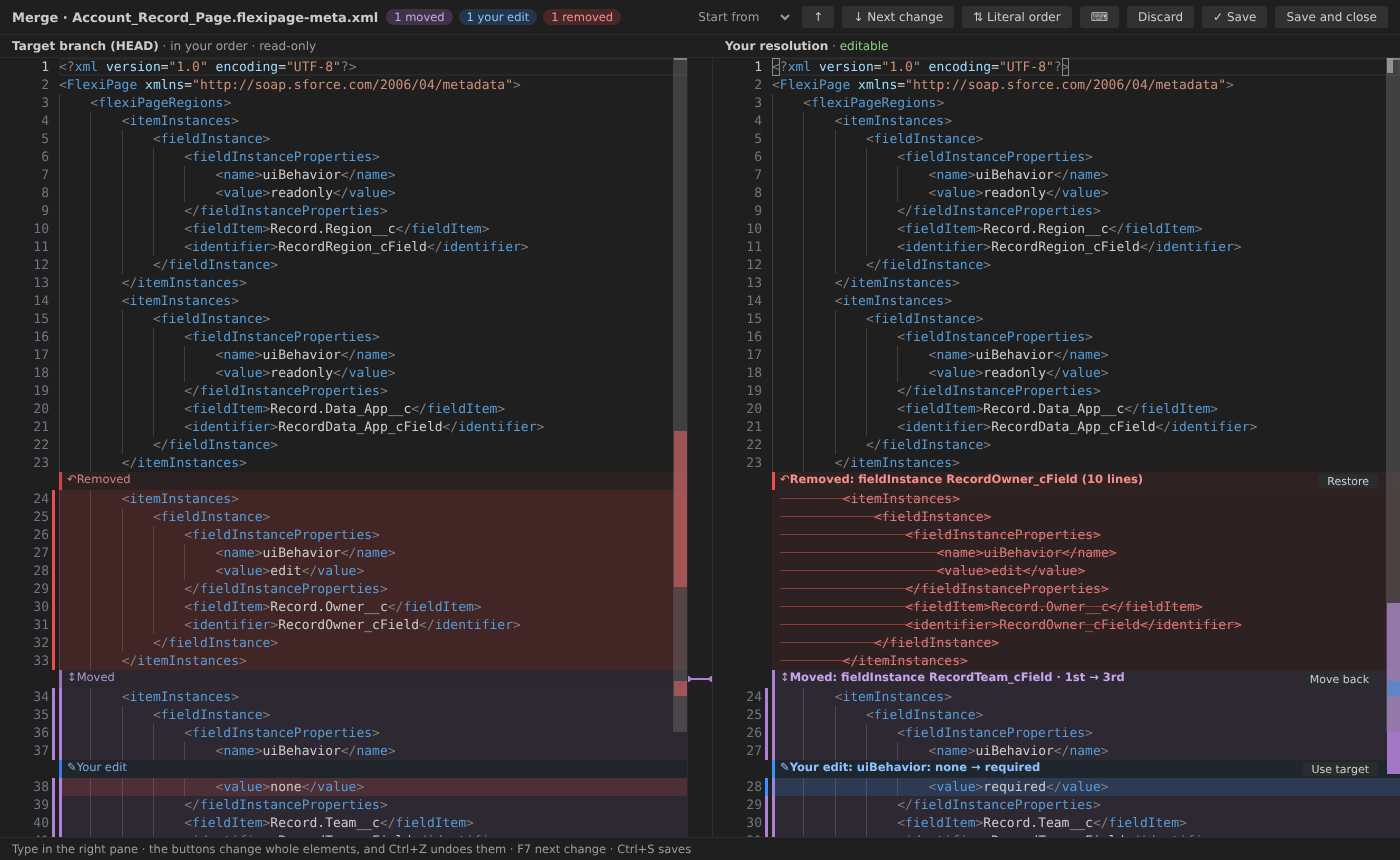 Merge · Account_Record_Page.flexipage-meta.xml 1 moved 1 your edit 1 removed Start from ↑ ↓ Next change ⇅ Literal order ⌨ Discard ✓ Save Save and close
Target branch (HEAD) · in your order · read-only
1 <?xml version="1.0" encoding="UTF-8"?>
2 <FlexiPage xmlns="http://soap.sforce.com/2006/04/metadata">
3 <flexiPageRegions>
4 <itemInstances>
5 <fieldInstance>
6 <fieldInstanceProperties>
7 <name>uiBehavior</name>
8 <value>readonly</value>
9 </fieldInstanceProperties>
10 <fieldItem>Record.Region__c</fieldItem>
11 <identifier>RecordRegion_cField</identifier>
12 </fieldInstance>
13 </itemInstances>
14 <itemInstances>
15 <fieldInstance>
16 <fieldInstanceProperties>
17 <name>uiBehavior</name>
18 <value>readonly</value>
19 </fieldInstanceProperties>
20 <fieldItem>Record.Data_App__c</fieldItem>
21 <identifier>RecordData_App_cField</identifier>
22 </fieldInstance>
23 </itemInstances>
↶Removed
24 <itemInstances>
25 <fieldInstance>
26 <fieldInstanceProperties>
27 <name>uiBehavior</name>
28 <value>edit</value>
29 </fieldInstanceProperties>
30 <fieldItem>Record.Owner__c</fieldItem>
31 <identifier>RecordOwner_cField</identifier>
32 </fieldInstance>
33 </itemInstances>
↕Moved
34 <itemInstances>
35 <fieldInstance>
36 <fieldInstanceProperties>
37 <name>uiBehavior</name>
✎Your edit
38 <value>none</value>
39 </fieldInstanceProperties>
40 <fieldItem>Record.Team__c</fieldItem>
Your resolution · editable
1 <?xml version="1.0" encoding="UTF-8"?>
2 <FlexiPage xmlns="http://soap.sforce.com/2006/04/metadata">
3 <flexiPageRegions>
4 <itemInstances>
5 <fieldInstance>
6 <fieldInstanceProperties>
7 <name>uiBehavior</name>
8 <value>readonly</value>
9 </fieldInstanceProperties>
10 <fieldItem>Record.Region__c</fieldItem>
11 <identifier>RecordRegion_cField</identifier>
12 </fieldInstance>
13 </itemInstances>
14 <itemInstances>
15 <fieldInstance>
16 <fieldInstanceProperties>
17 <name>uiBehavior</name>
18 <value>readonly</value>
19 </fieldInstanceProperties>
20 <fieldItem>Record.Data_App__c</fieldItem>
21 <identifier>RecordData_App_cField</identifier>
22 </fieldInstance>
23 </itemInstances>
↶Removed: fieldInstance RecordOwner_cField (10 lines) Restore
<itemInstances>
<fieldInstance>
<fieldInstanceProperties>
<name>uiBehavior</name>
<value>edit</value>
</fieldInstanceProperties>
<fieldItem>Record.Owner__c</fieldItem>
<identifier>RecordOwner_cField</identifier>
</fieldInstance>
</itemInstances>
↕Moved: fieldInstance RecordTeam_cField · 1st → 3rd Move back
24 <itemInstances>
25 <fieldInstance>
26 <fieldInstanceProperties>
27 <name>uiBehavior</name>
✎Your edit: uiBehavior: none → required Use target
28 <value>required</value>
29 </fieldInstanceProperties>
30 <fieldItem>Record.Team__c</fieldItem>
Type in the right pane · the buttons change whole elements, and Ctrl+Z undoes them · F7 next change · Ctrl+S saves